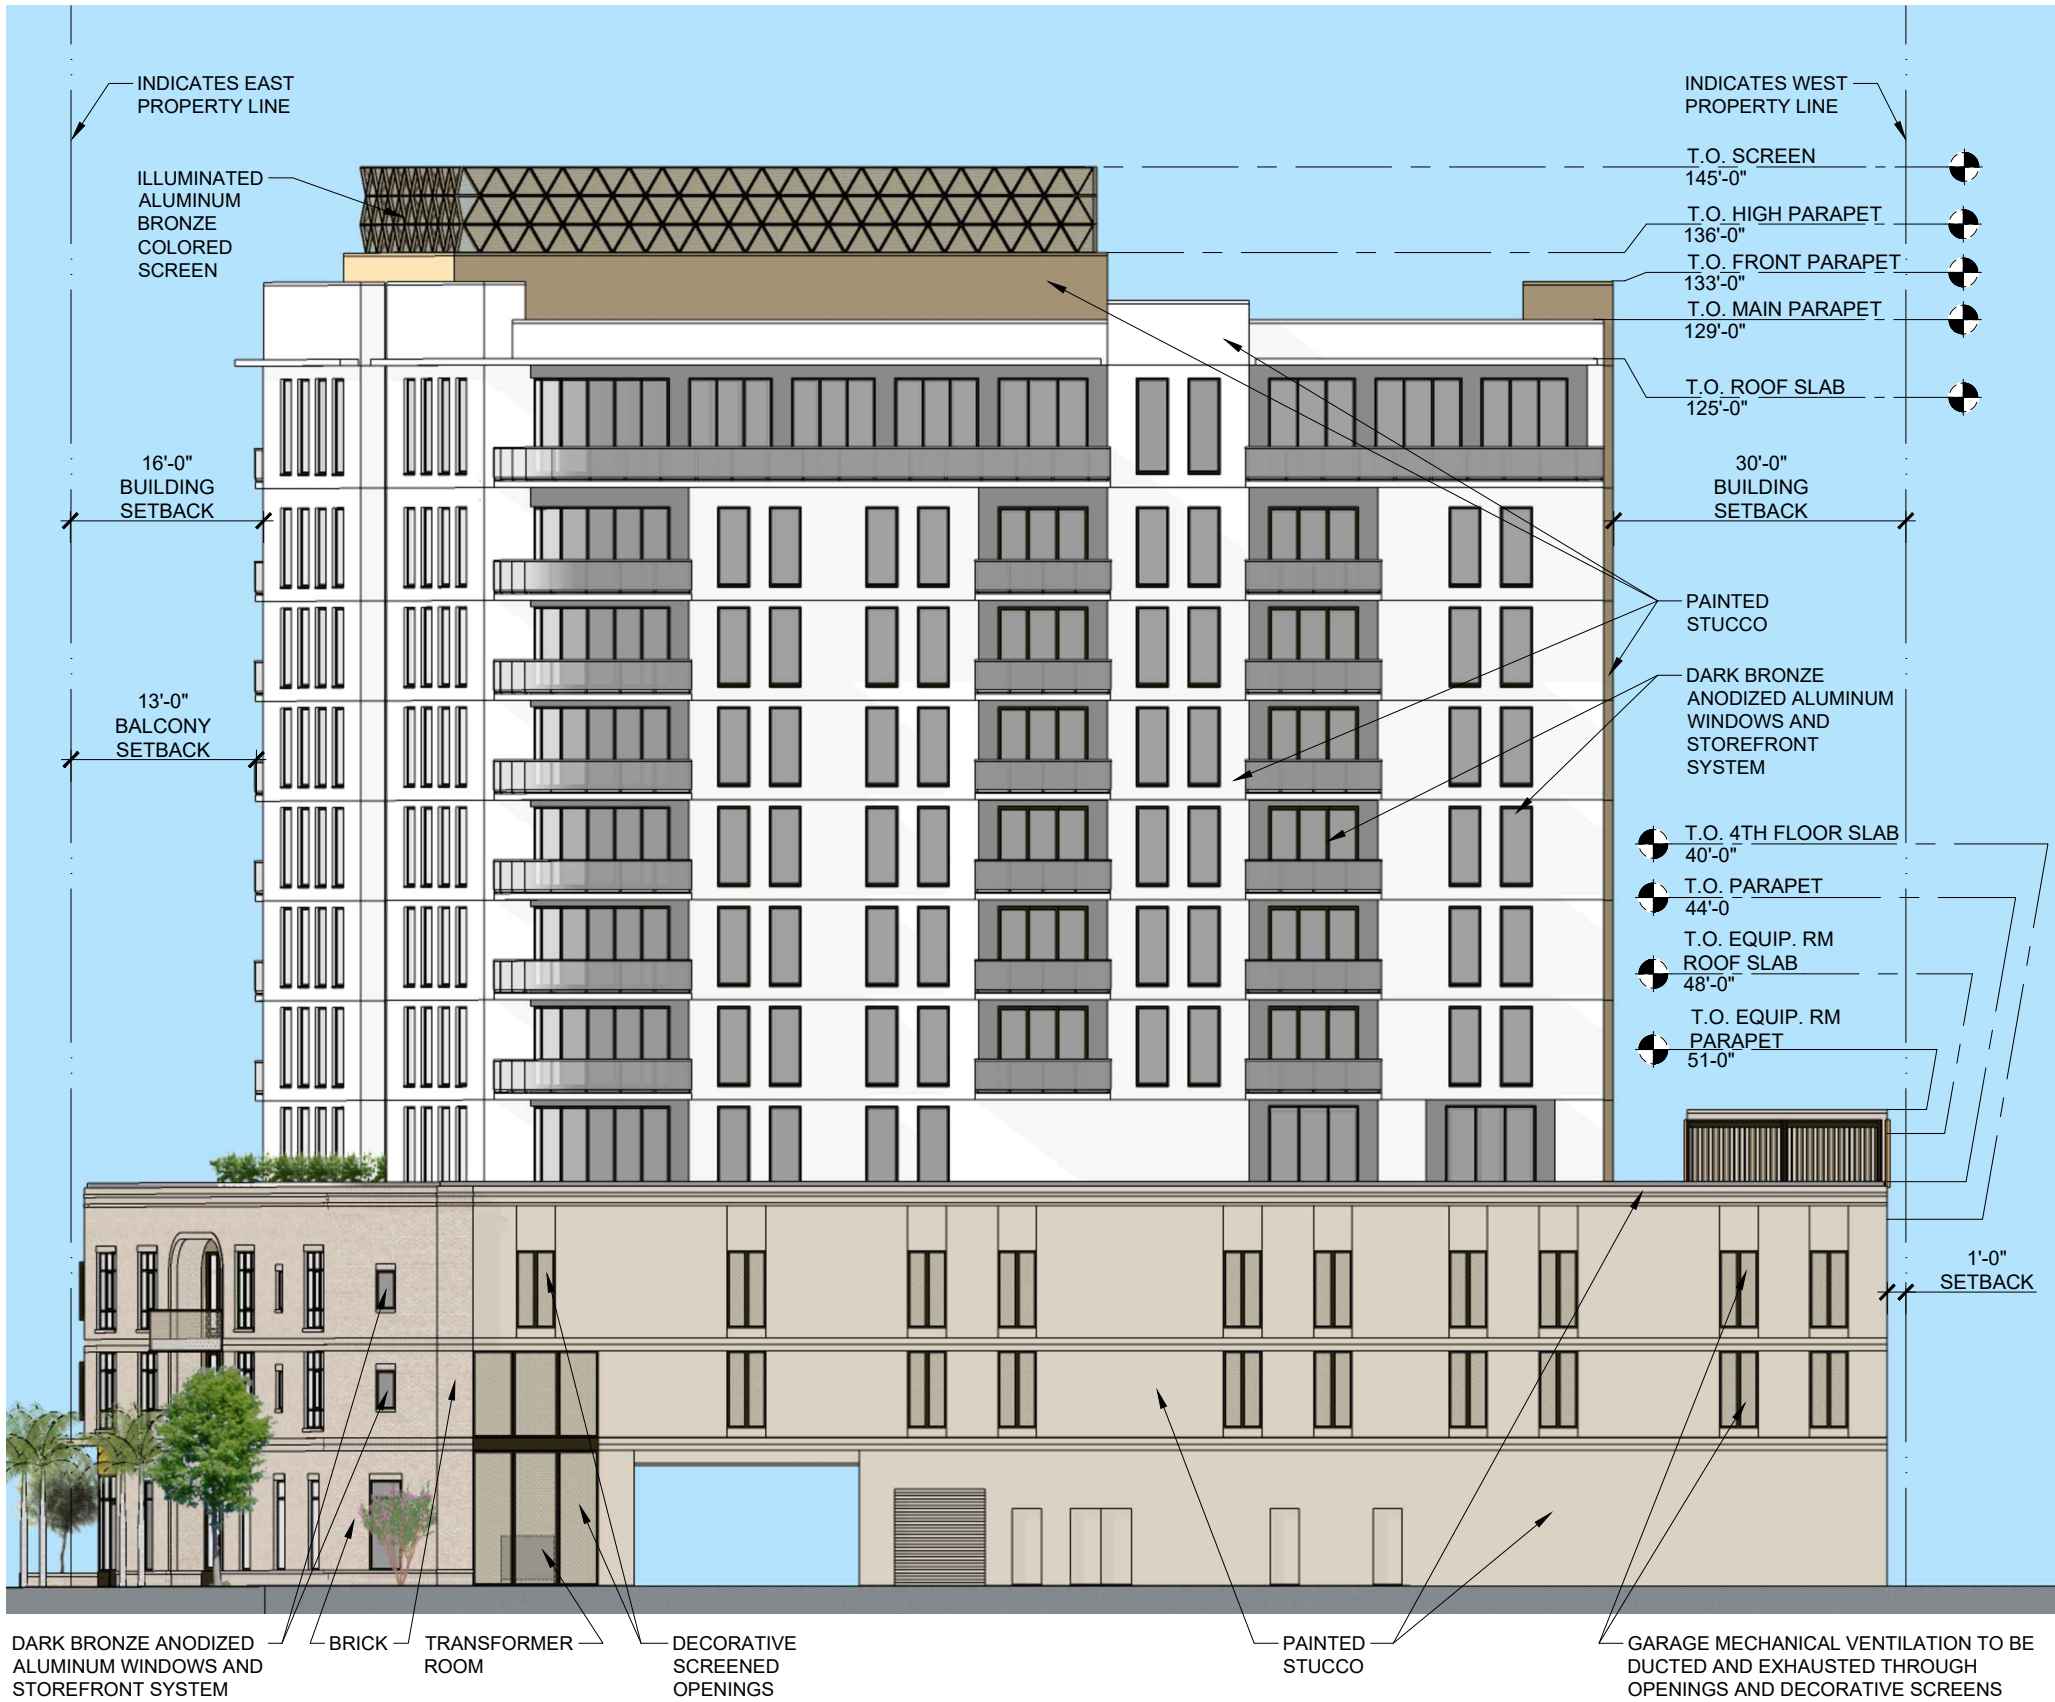 INDICATES EAST
PROPERTY LINE
INDICATES WEST
PROPERTY LINE
ILLUMINATED
ALUMINUM
BRONZE
COLORED
SCREEN
T.O. SCREEN
145'-0"
T.O. HIGH PARAPET
136'-0"
T.O. FRONT PARAPET
133'-0"
T.O. MAIN PARAPET
129'-0"
T.O. ROOF SLAB
125'-0"
16'-0"
BUILDING
SETBACK
30'-0"
BUILDING
SETBACK
PAINTED
STUCCO
13'-0"
BALCONY
SETBACK
DARK BRONZE
ANODIZED ALUMINUM
WINDOWS AND
STOREFRONT
SYSTEM
T.O. 4TH FLOOR SLAB
40'-0"
T.O. PARAPET
44'-0
T.O. EQUIP. RM
ROOF SLAB
48'-0"
T.O. EQUIP. RM
PARAPET
51-0"
1'-0"
SETBACK
DARK BRONZE ANODIZED
ALUMINUM WINDOWS AND
STOREFRONT SYSTEM
BRICK
TRANSFORMER
ROOM
DECORATIVE
SCREENED
OPENINGS
PAINTED
STUCCO
GARAGE MECHANICAL VENTILATION TO BE
DUCTED AND EXHAUSTED THROUGH
OPENINGS AND DECORATIVE SCREENS